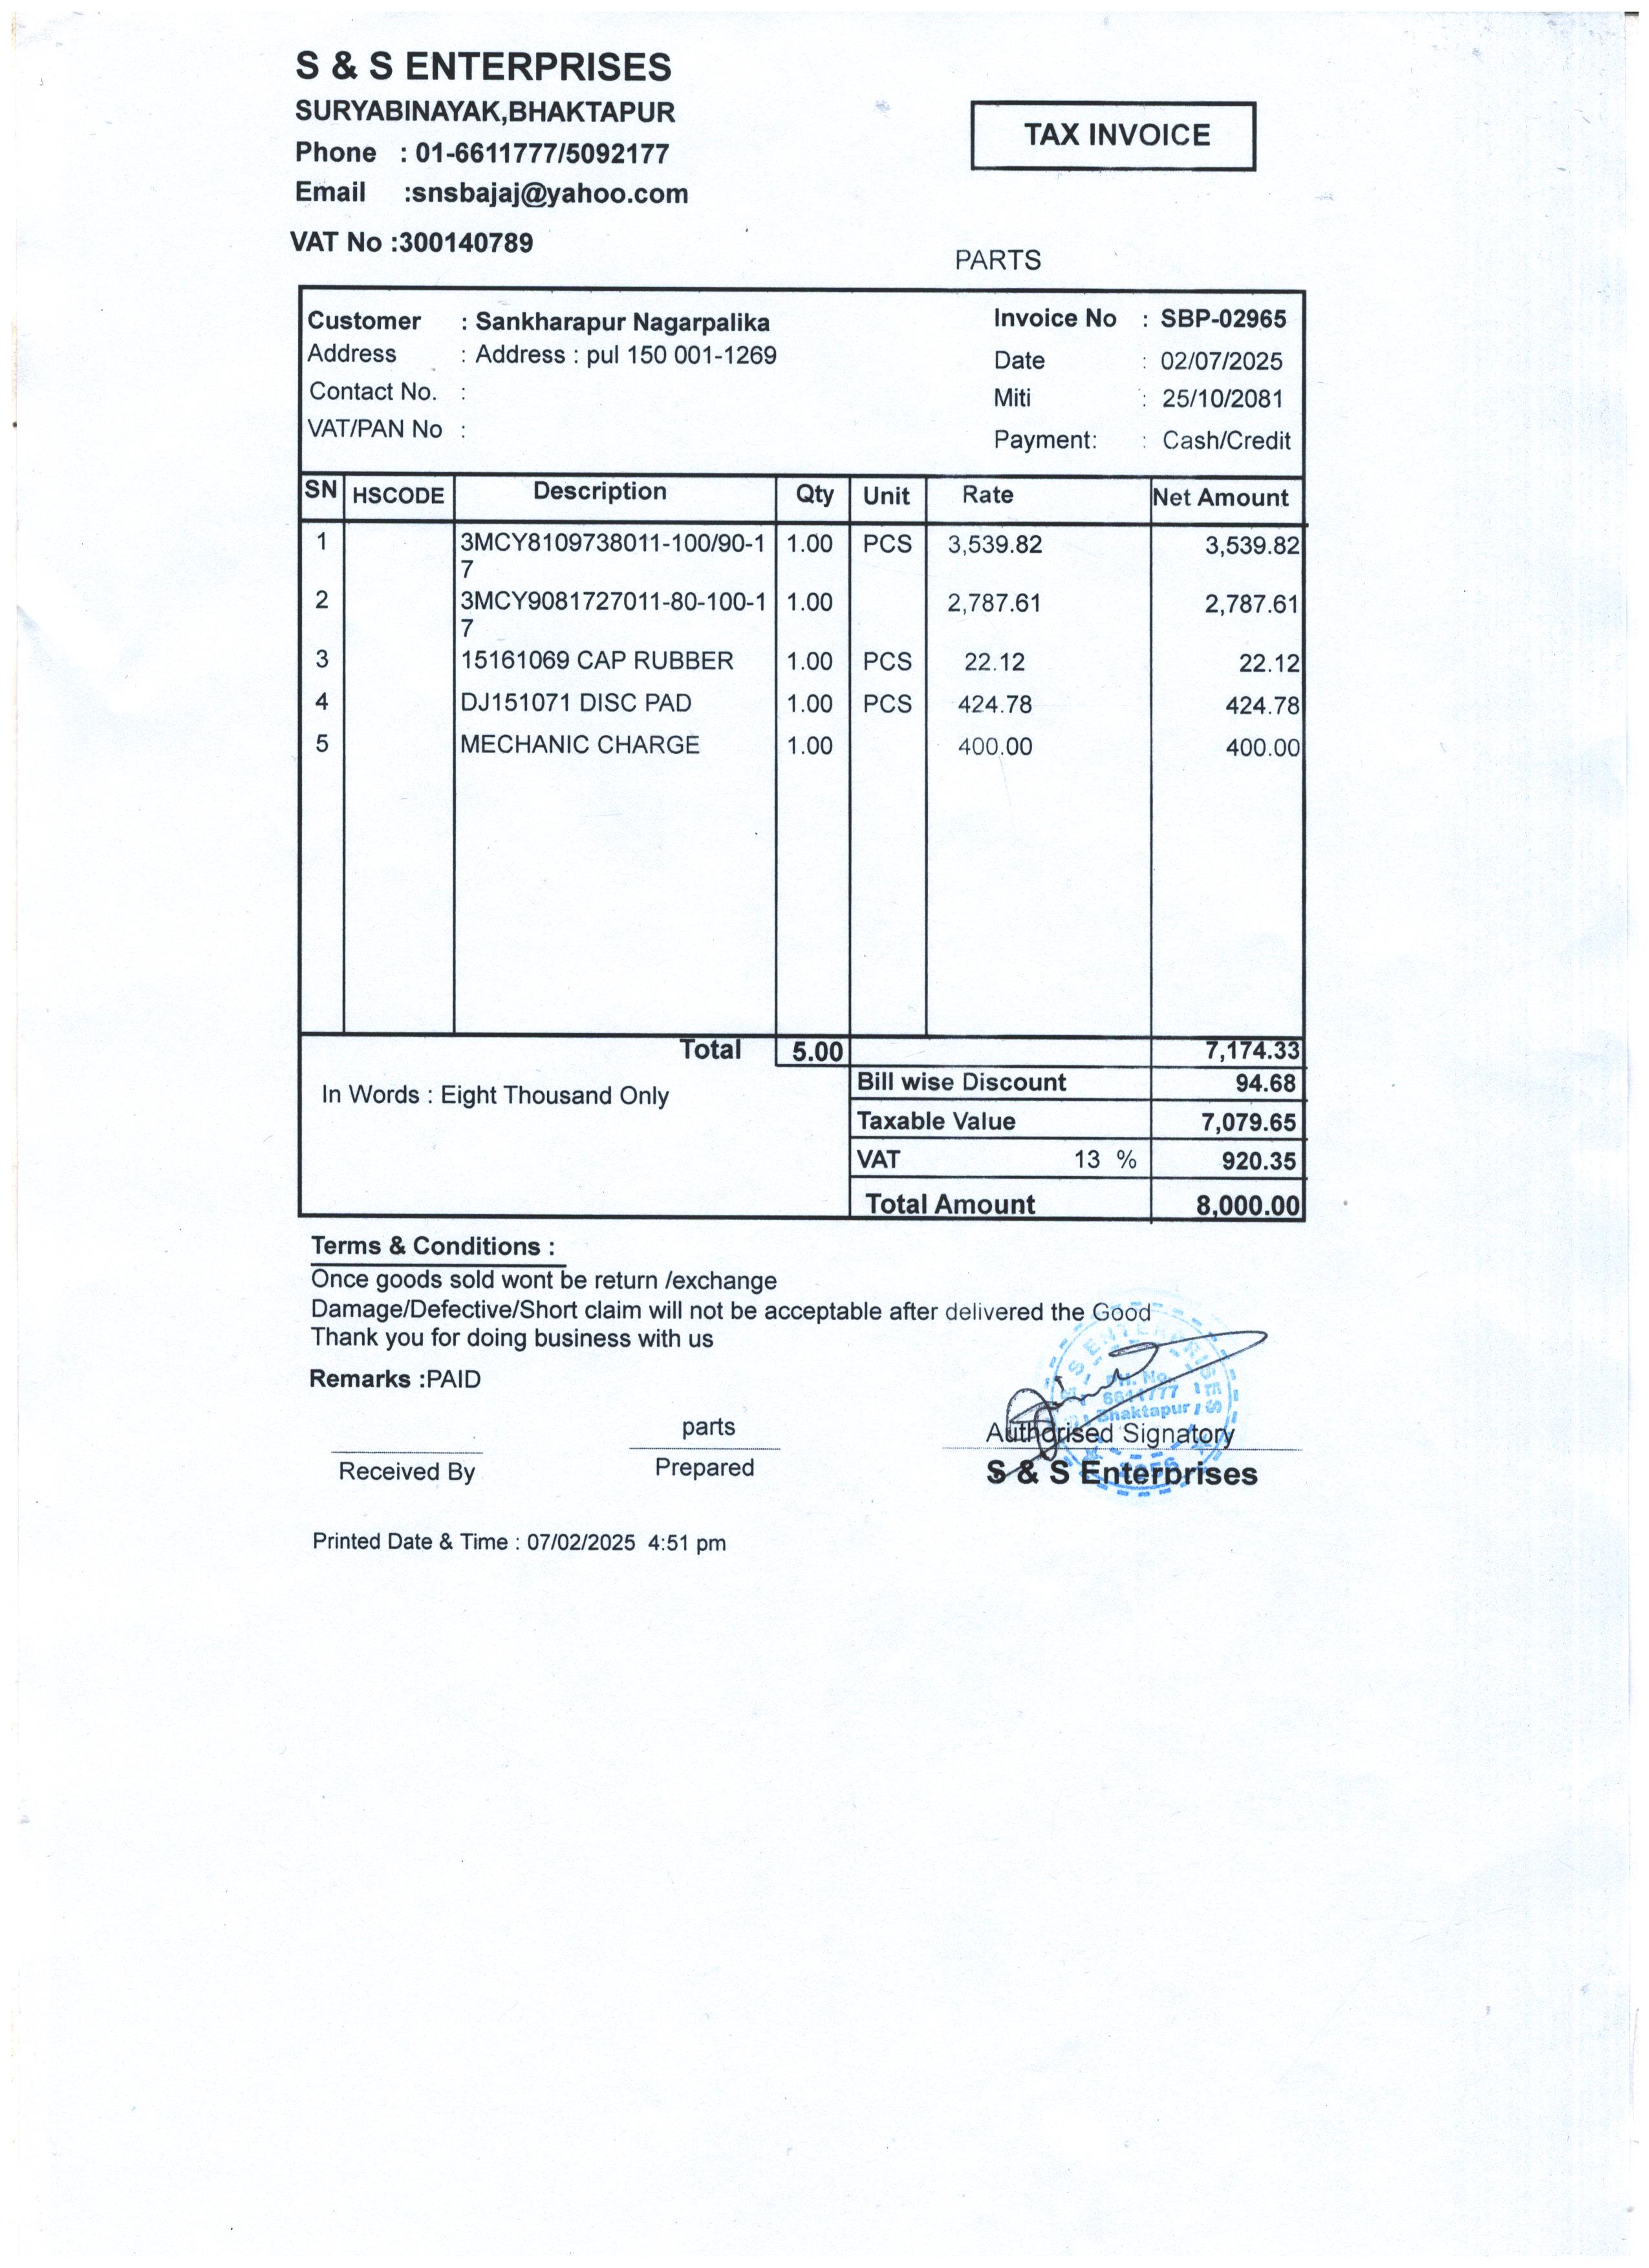 S & S ENTERPRISES
SURYABINAYAK,BHAKTAPUR
Phone : 01-6611777/5092177
Email :snsbajaj@yahoo.com
VAT No :300140789
TAX INVOICE
PARTS
Customer : Sankharapur Nagarpalika
Address : Address : pul 150 001-1269
Contact No. :
VAT/PAN No :
Invoice No : SBP-02965
Date : 02/07/2025
Miti : 25/10/2081
Payment: : Cash/Credit
SN HSCODE Description Qty Unit Rate Net Amount
1 3MCY8109738011-100/90-1 1.00 PCS 3,539.82 3,539.82
7
2 3MCY9081727011-80-100-1 1.00 2,787.61 2,787.61
7
3 15161069 CAP RUBBER 1.00 PCS 22.12 22.12
4 DJ151071 DISC PAD 1.00 PCS 424.78 424.78
5 MECHANIC CHARGE 1.00 400.00 400.00
Total 5.00 7,174.33
In Words : Eight Thousand Only
Bill wise Discount 94.68
Taxable Value 7,079.65
VAT 13 % 920.35
Total Amount 8,000.00
Terms & Conditions :
Once goods sold wont be return /exchange
Damage/Defective/Short claim will not be acceptable after delivered the Good
Thank you for doing business with us
Remarks :PAID
S ENTERPRISES
Ph. No.
6611777
Bhaktapur
parts
Received By
Prepared
Authorised Signatory
S & S Enterprises
Printed Date & Time : 07/02/2025 4:51 pm